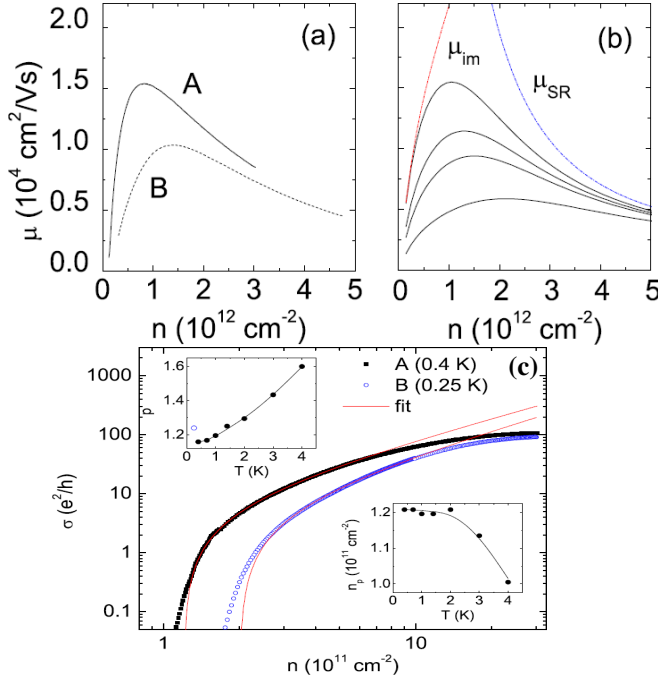 (a)
(b)
2.0
1.5
1.0
0.5
0.0
μ (10⁴ cm²/Vs)
A
B
μ_im
μ_SR
0 1 2 3 4 5
0 1 2 3 4 5
n (10¹² cm⁻²)
n (10¹² cm⁻²)
(c)
A (0.4 K)
B (0.25 K)
fit
1000
100
10
1
0.1
σ (e²/h)
1.6
1.4
1.2
p
0 1 2 3 4
T (K)
1.2
1.1
1.0
n_p (10¹¹ cm⁻²)
0 1 2 3 4
T (K)
1 10
n (10¹¹ cm⁻²)